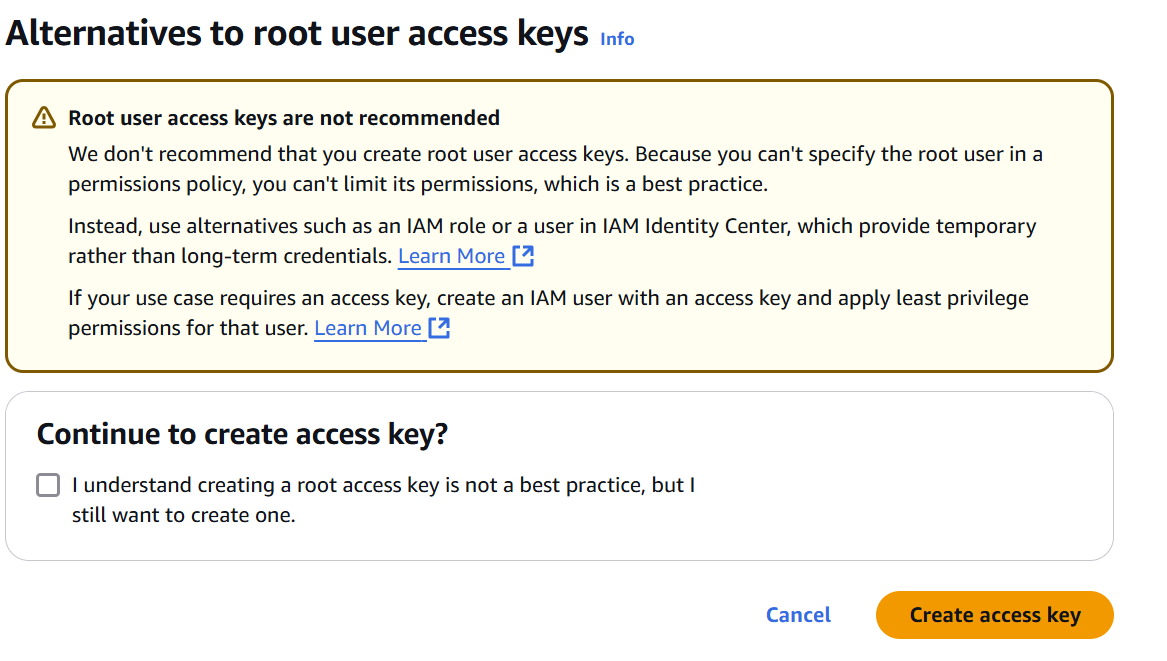 Alternatives to root user access keys Info
Root user access keys are not recommended
We don't recommend that you create root user access keys. Because you can't specify the root user in a
permissions policy, you can't limit its permissions, which is a best practice.
Instead, use alternatives such as an IAM role or a user in IAM Identity Center, which provide temporary
rather than long-term credentials. Learn More
If your use case requires an access key, create an IAM user with an access key and apply least privilege
permissions for that user. Learn More
Continue to create access key?
I understand creating a root access key is not a best practice, but I
still want to create one.
Cancel Create access key